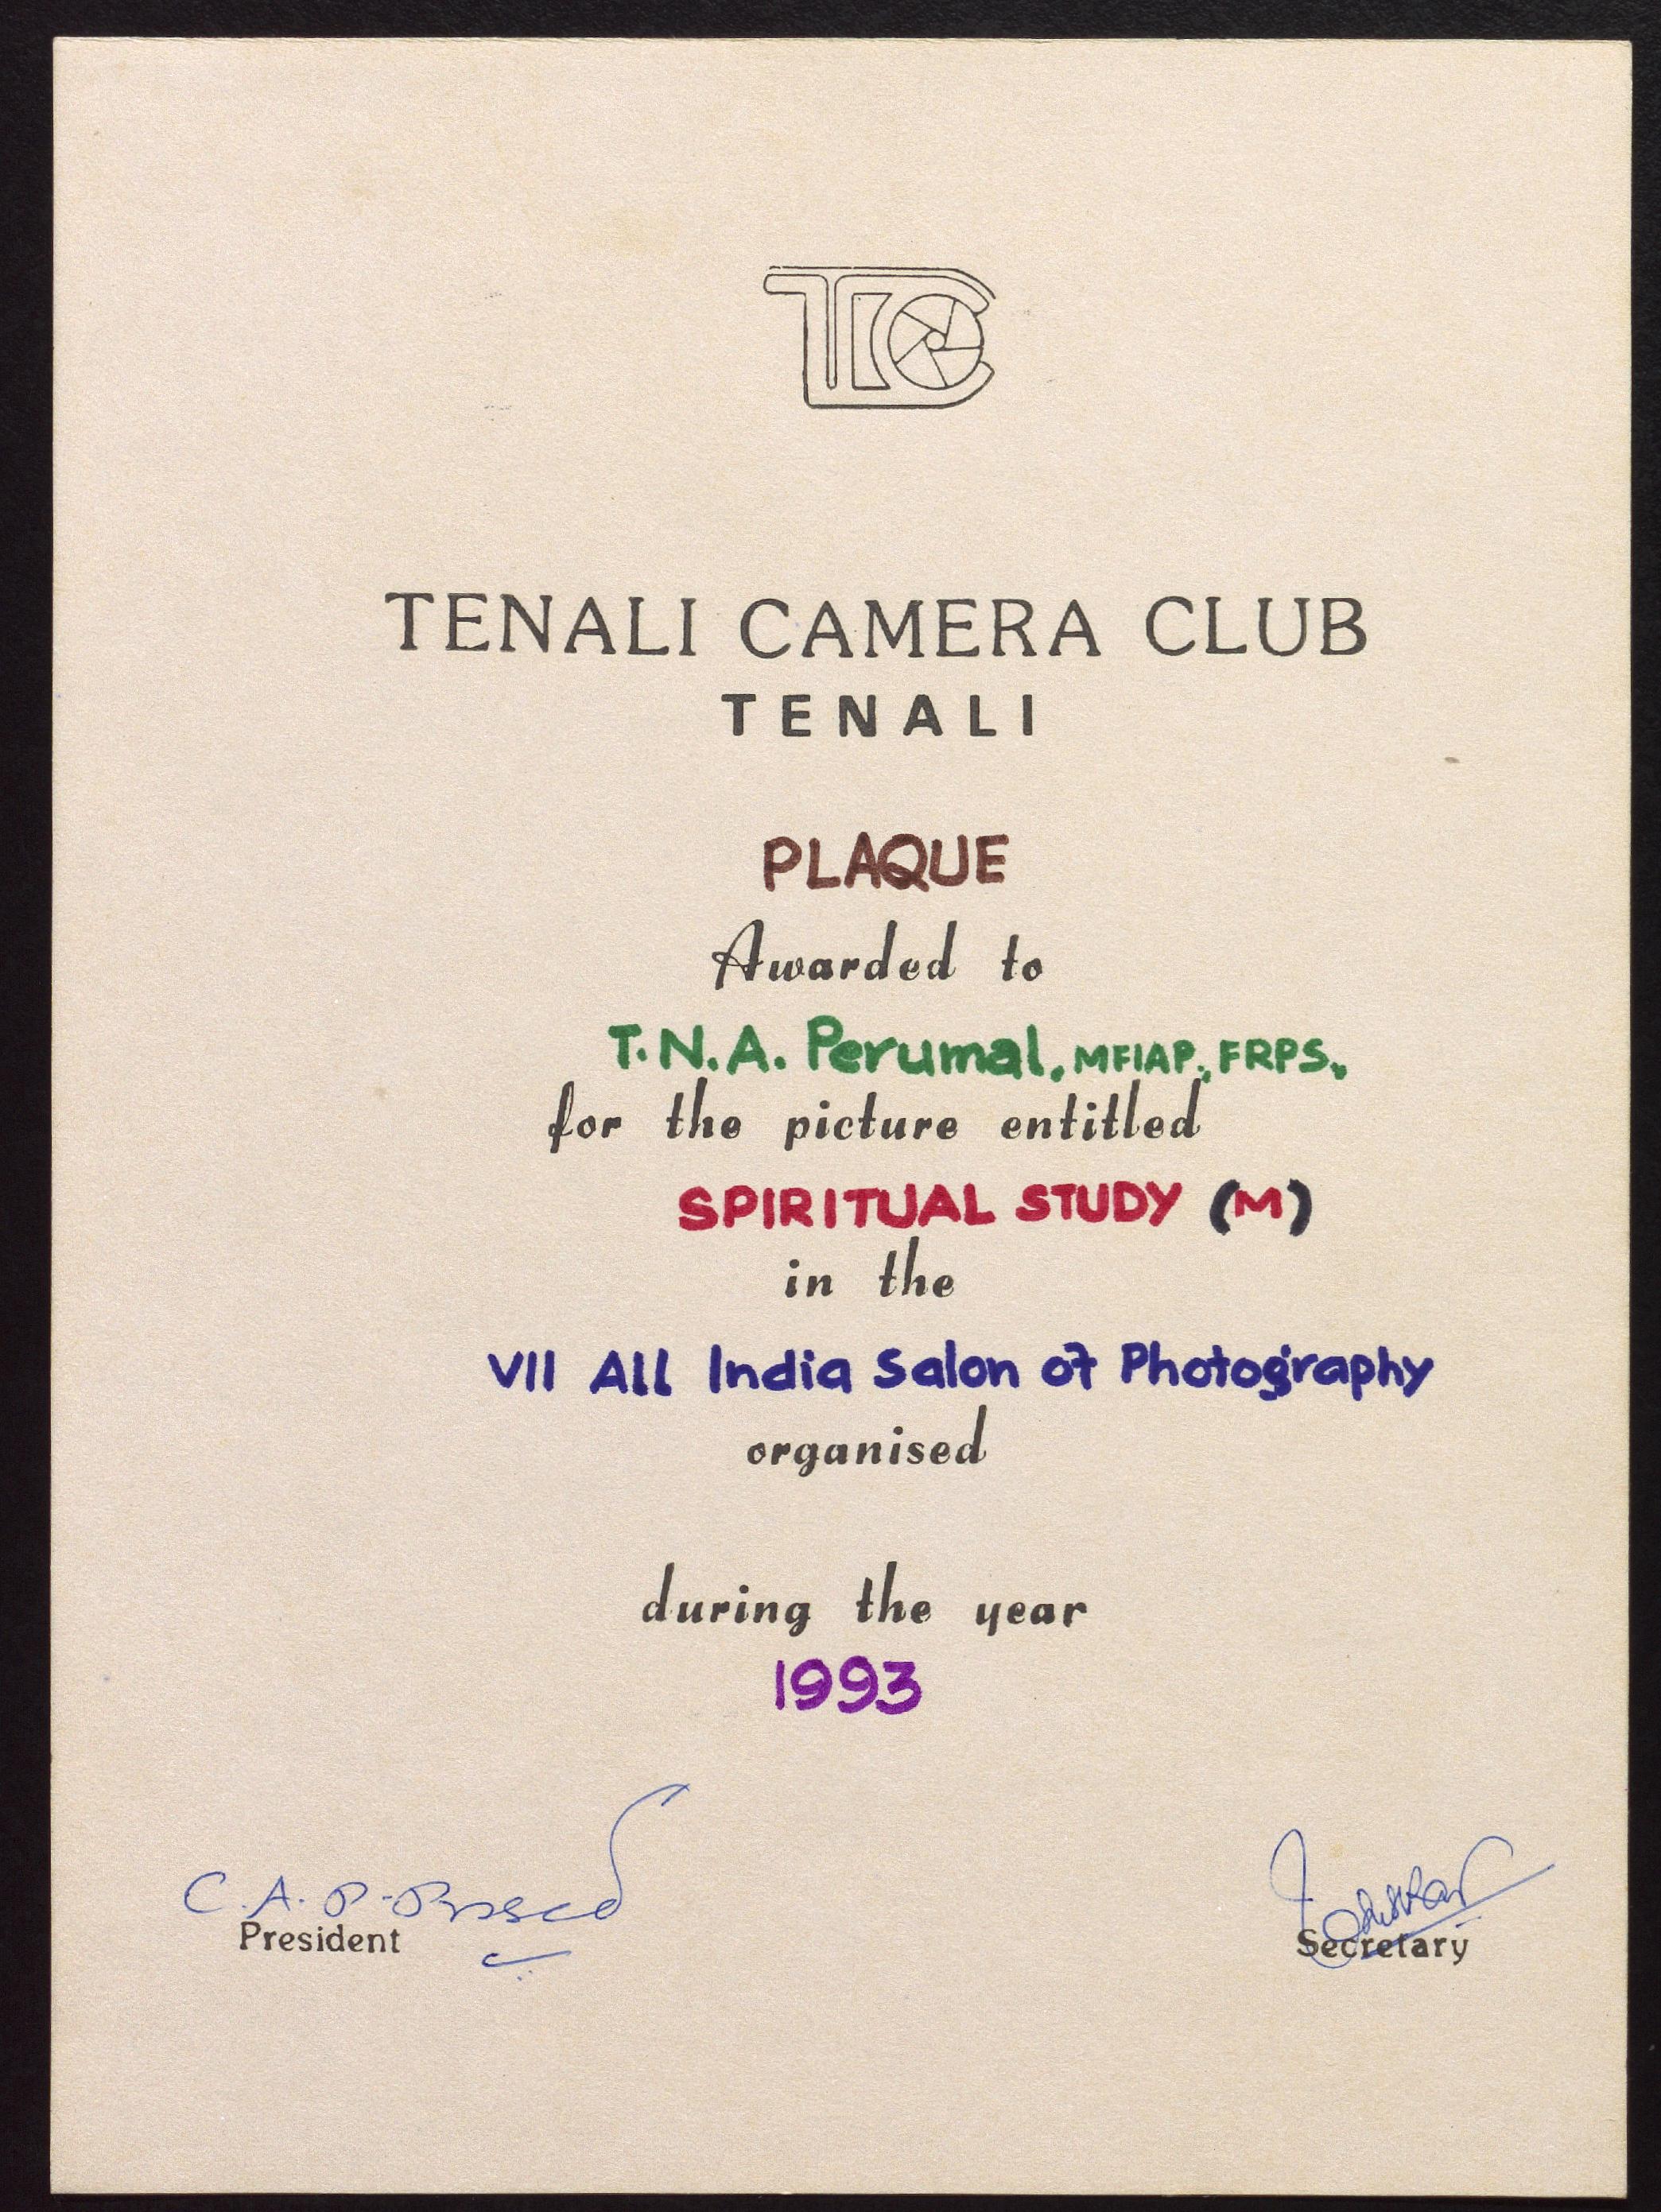 TCC
TENALI CAMERA CLUB
TENALI
PLAQUE
Awarded to
T.N.A. Perumal, MFIAP., FRPS.,
for the picture entitled
SPIRITUAL STUDY (M)
in the
VII All India Salon of Photography
organised
during the year
1993
C. A. P. Prasad
President
Secretary